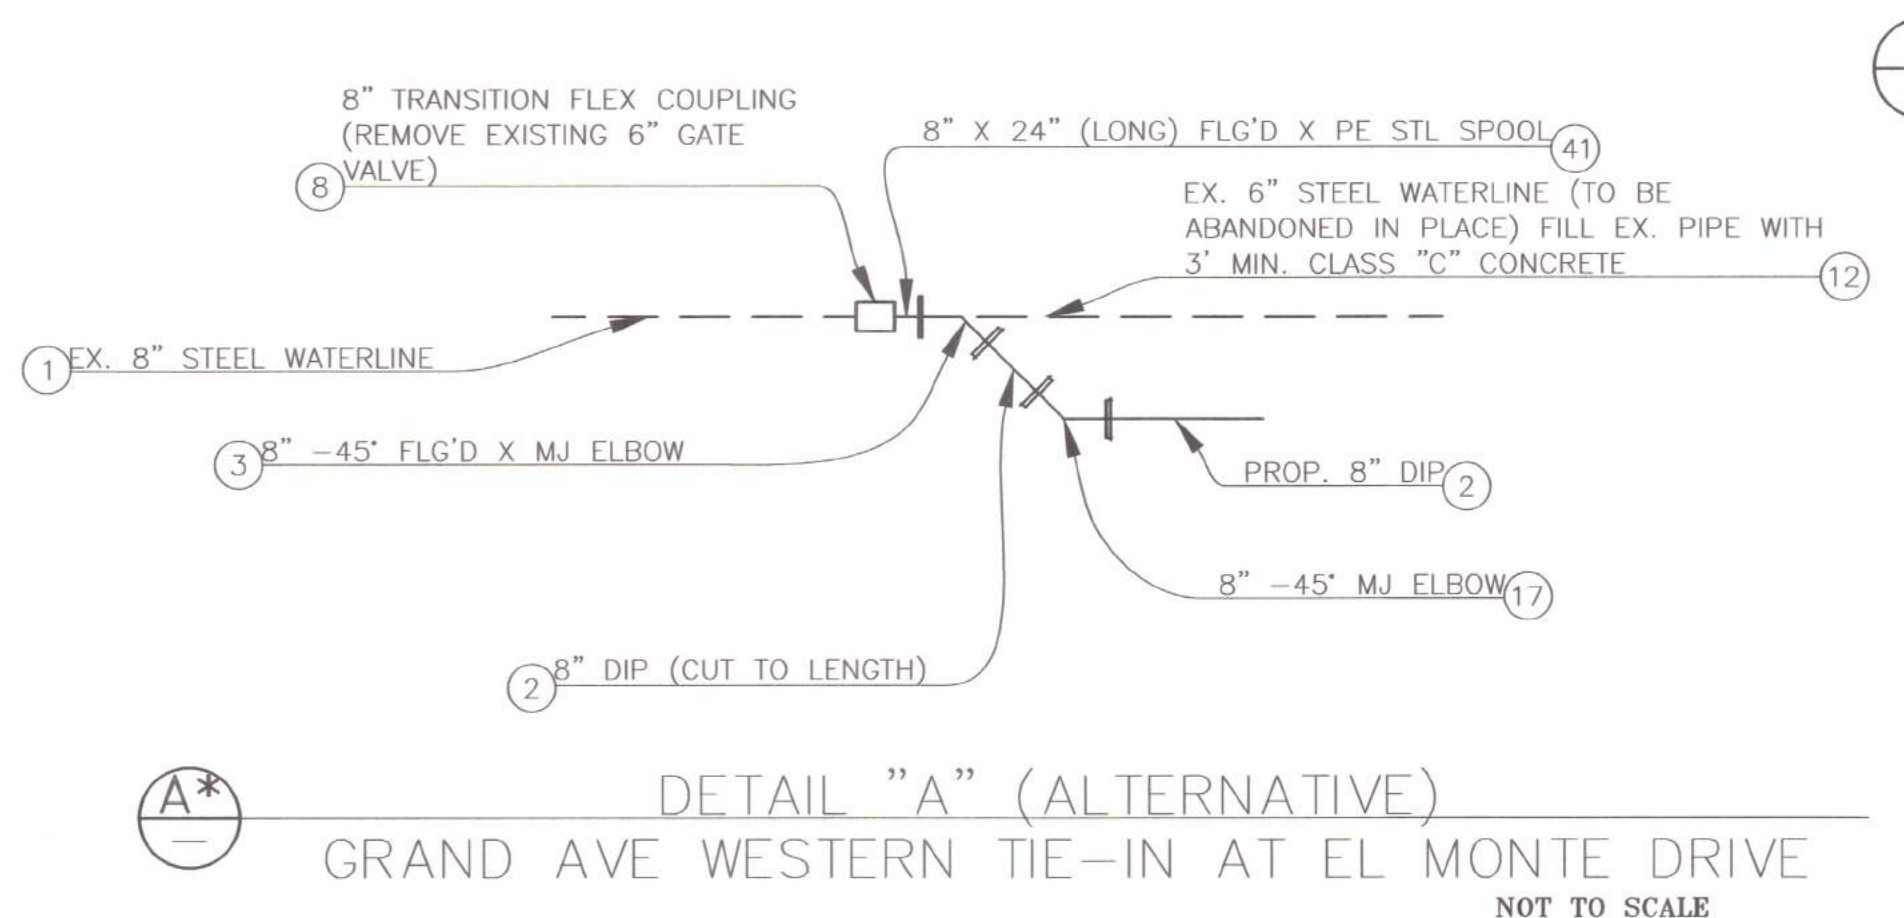 8” TRANSITION FLEX COUPLING
(REMOVE EXISTING 6” GATE
VALVE)
8
8” X 24” (LONG) FLG'D X PE STL SPOOL
41
EX. 6” STEEL WATERLINE (TO BE
ABANDONED IN PLACE) FILL EX. PIPE WITH
3' MIN. CLASS ”C” CONCRETE
12
1
EX. 8” STEEL WATERLINE
3
8” –45° FLG'D X MJ ELBOW
PROP. 8” DIP
2
8” –45° MJ ELBOW
17
2
8” DIP (CUT TO LENGTH)
A*
—
DETAIL ”A” (ALTERNATIVE)
GRAND AVE WESTERN TIE–IN AT EL MONTE DRIVE
NOT TO SCALE